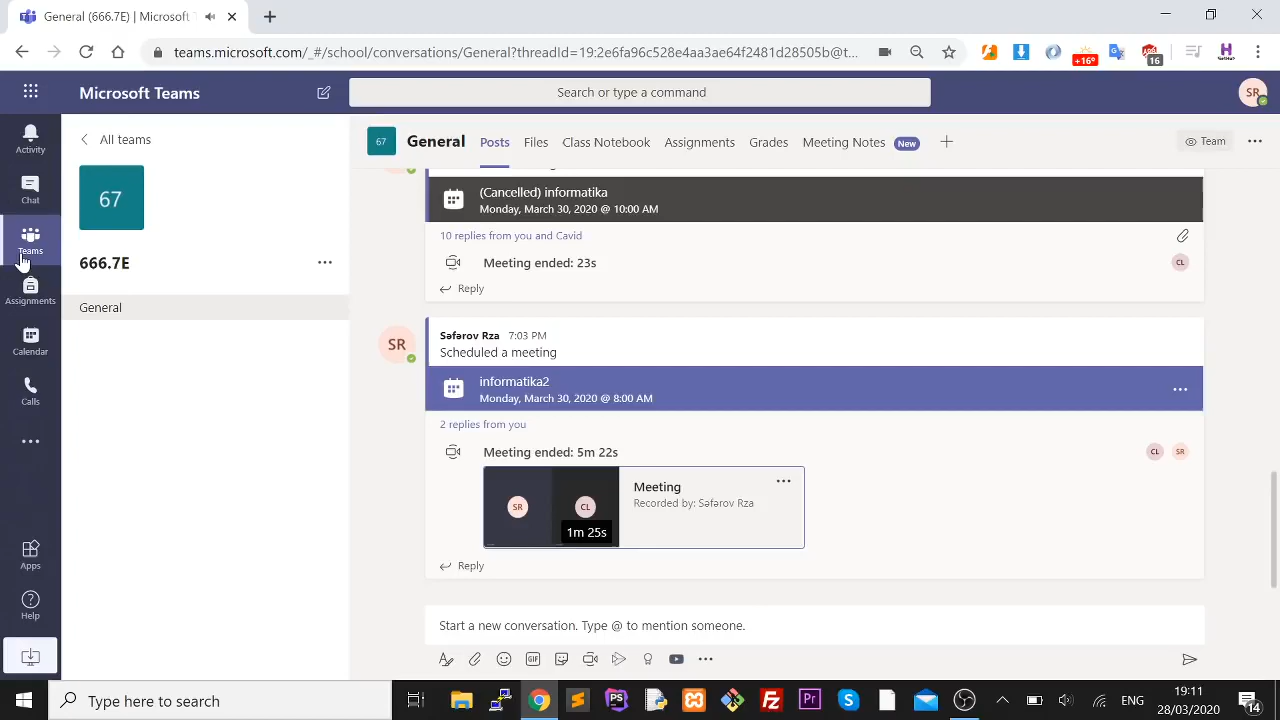 General (666.7E) | Microsoft T
teams.microsoft.com/_#/school/conversations/General?threadId=19:2e6fa96c528e4aa3ae64f2481d28505b@t...
+16°
16
Microsoft Teams
Search or type a command
SR
Activity
Chat
Teams
Assignments
Calendar
Calls
Apps
Help
All teams
67
666.7E
General
67
General
Posts
Files
Class Notebook
Assignments
Grades
Meeting Notes
New
Team
(Cancelled) informatika
Monday, March 30, 2020 @ 10:00 AM
10 replies from you and Cavid
Meeting ended: 23s
CL
Reply
SR
Səfərov Rza 7:03 PM
Scheduled a meeting
informatika2
Monday, March 30, 2020 @ 8:00 AM
2 replies from you
Meeting ended: 5m 22s
CL
SR
SR
CL
1m 25s
Meeting
Recorded by: Səfərov Rza
Reply
Start a new conversation. Type @ to mention someone.
GIF
Type here to search
PS
Fz
Pr
ENG
19:11
28/03/2020
14